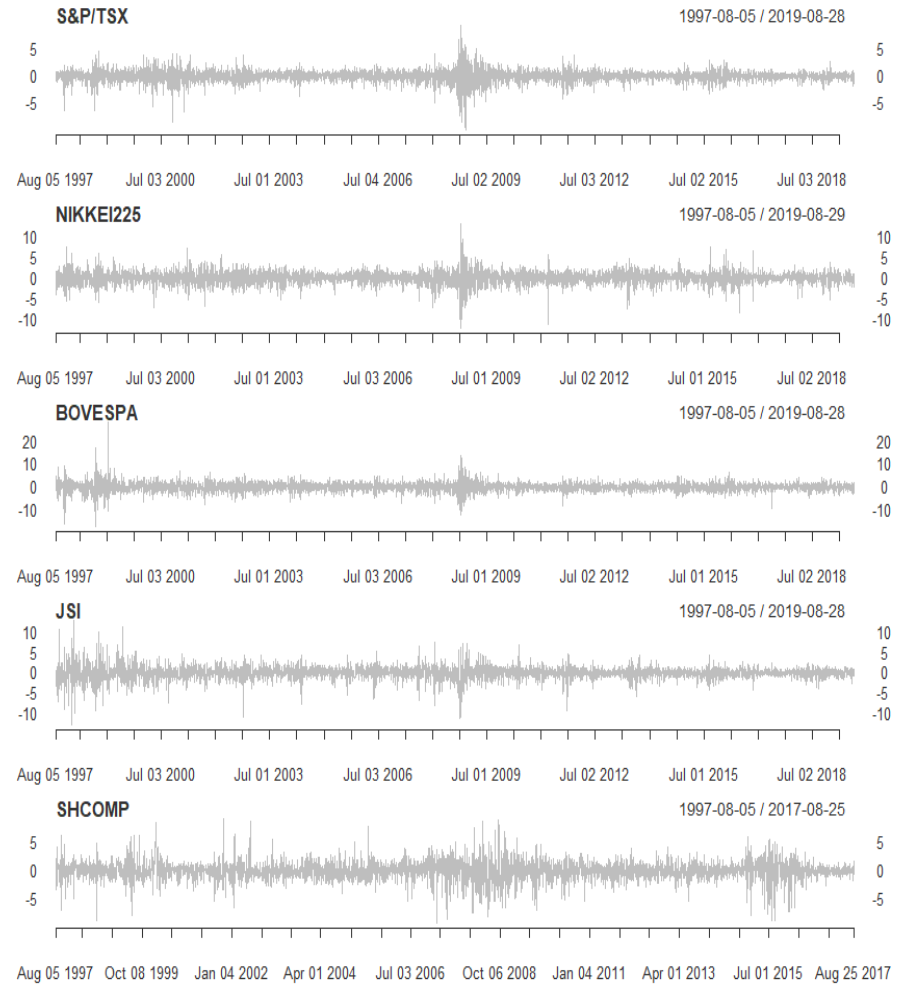 S&P/TSX 1997-08-05 / 2019-08-28
5 5
0 0
-5 -5
Aug 05 1997 Jul 03 2000 Jul 01 2003 Jul 04 2006 Jul 02 2009 Jul 03 2012 Jul 02 2015 Jul 03 2018
NIKKEI225 1997-08-05 / 2019-08-29
10 10
5 5
0 0
-5 -5
-10 -10
Aug 05 1997 Jul 03 2000 Jul 01 2003 Jul 03 2006 Jul 01 2009 Jul 02 2012 Jul 01 2015 Jul 02 2018
BOVESPA 1997-08-05 / 2019-08-28
20 20
10 10
0 0
-10 -10
Aug 05 1997 Jul 03 2000 Jul 01 2003 Jul 03 2006 Jul 01 2009 Jul 02 2012 Jul 01 2015 Jul 02 2018
JSI 1997-08-05 / 2019-08-28
10 10
5 5
0 0
-5 -5
-10 -10
Aug 05 1997 Jul 03 2000 Jul 01 2003 Jul 03 2006 Jul 01 2009 Jul 02 2012 Jul 01 2015 Jul 02 2018
SHCOMP 1997-08-05 / 2017-08-25
5 5
0 0
-5 -5
Aug 05 1997 Oct 08 1999 Jan 04 2002 Apr 01 2004 Jul 03 2006 Oct 06 2008 Jan 04 2011 Apr 01 2013 Jul 01 2015 Aug 25 2017